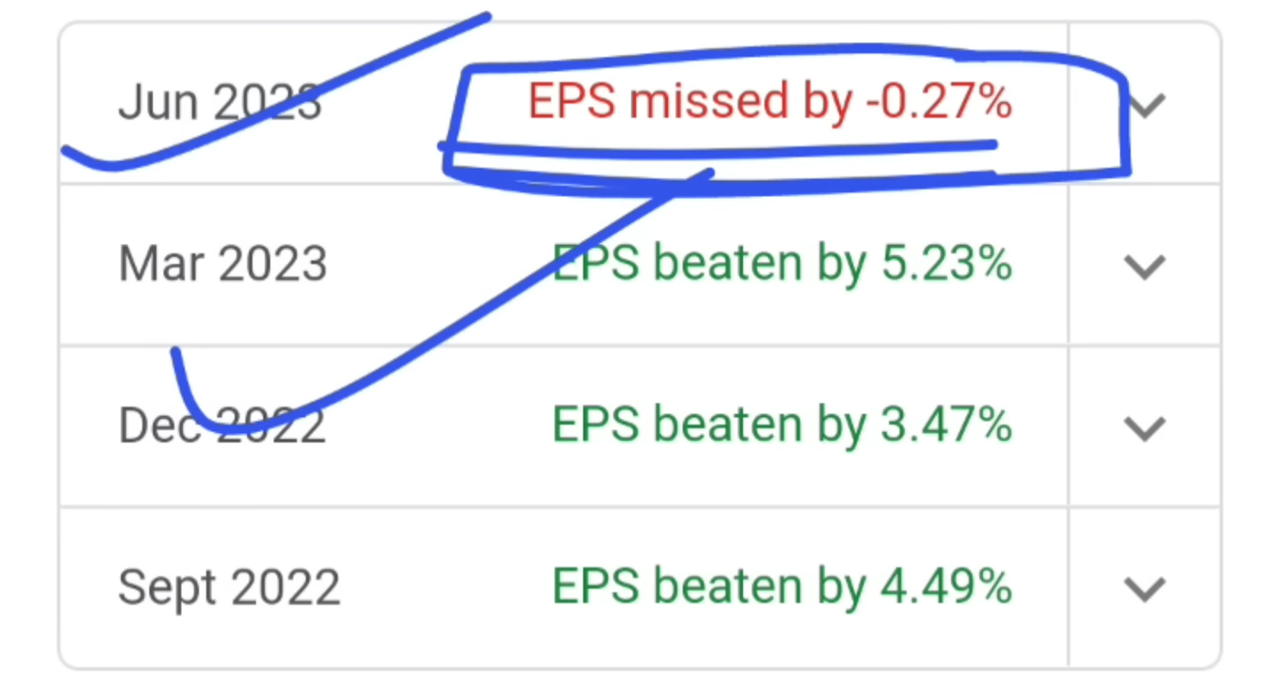 Jun 2023 EPS missed by -0.27%
Mar 2023 EPS beaten by 5.23%
Dec 2022 EPS beaten by 3.47%
Sept 2022 EPS beaten by 4.49%